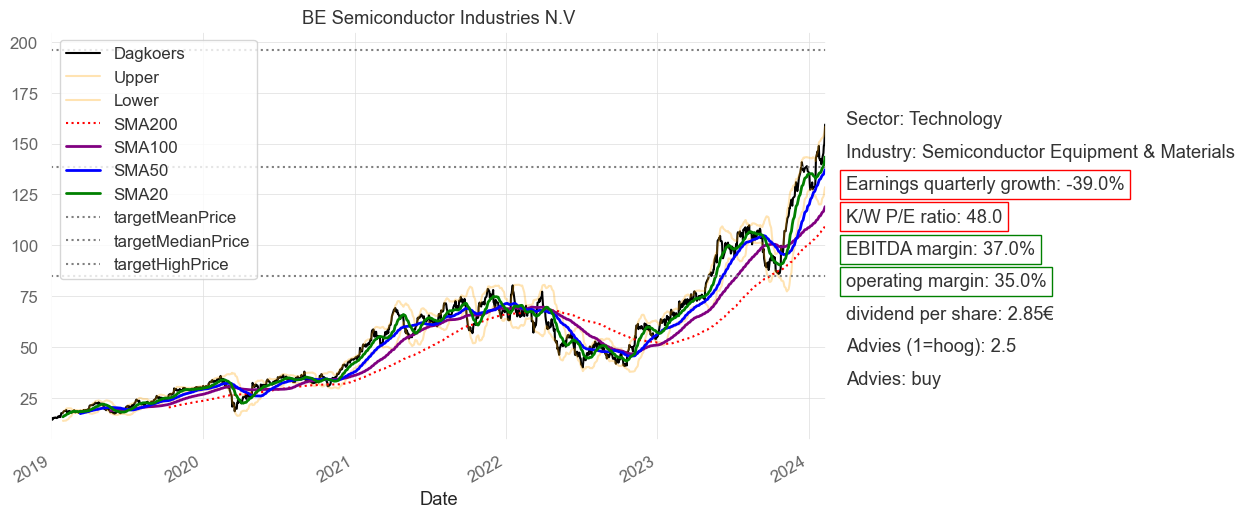 BE Semiconductor Industries N.V
200
175
150
125
100
75
50
25
Dagkoers
Upper
Lower
SMA200
SMA100
SMA50
SMA20
targetMeanPrice
targetMedianPrice
targetHighPrice
2019
2020
2021
2022
2023
2024
Date
Sector: Technology
Industry: Semiconductor Equipment & Materials
Earnings quarterly growth: -39.0%
K/W P/E ratio: 48.0
EBITDA margin: 37.0%
operating margin: 35.0%
dividend per share: 2.85€
Advies (1=hoog): 2.5
Advies: buy